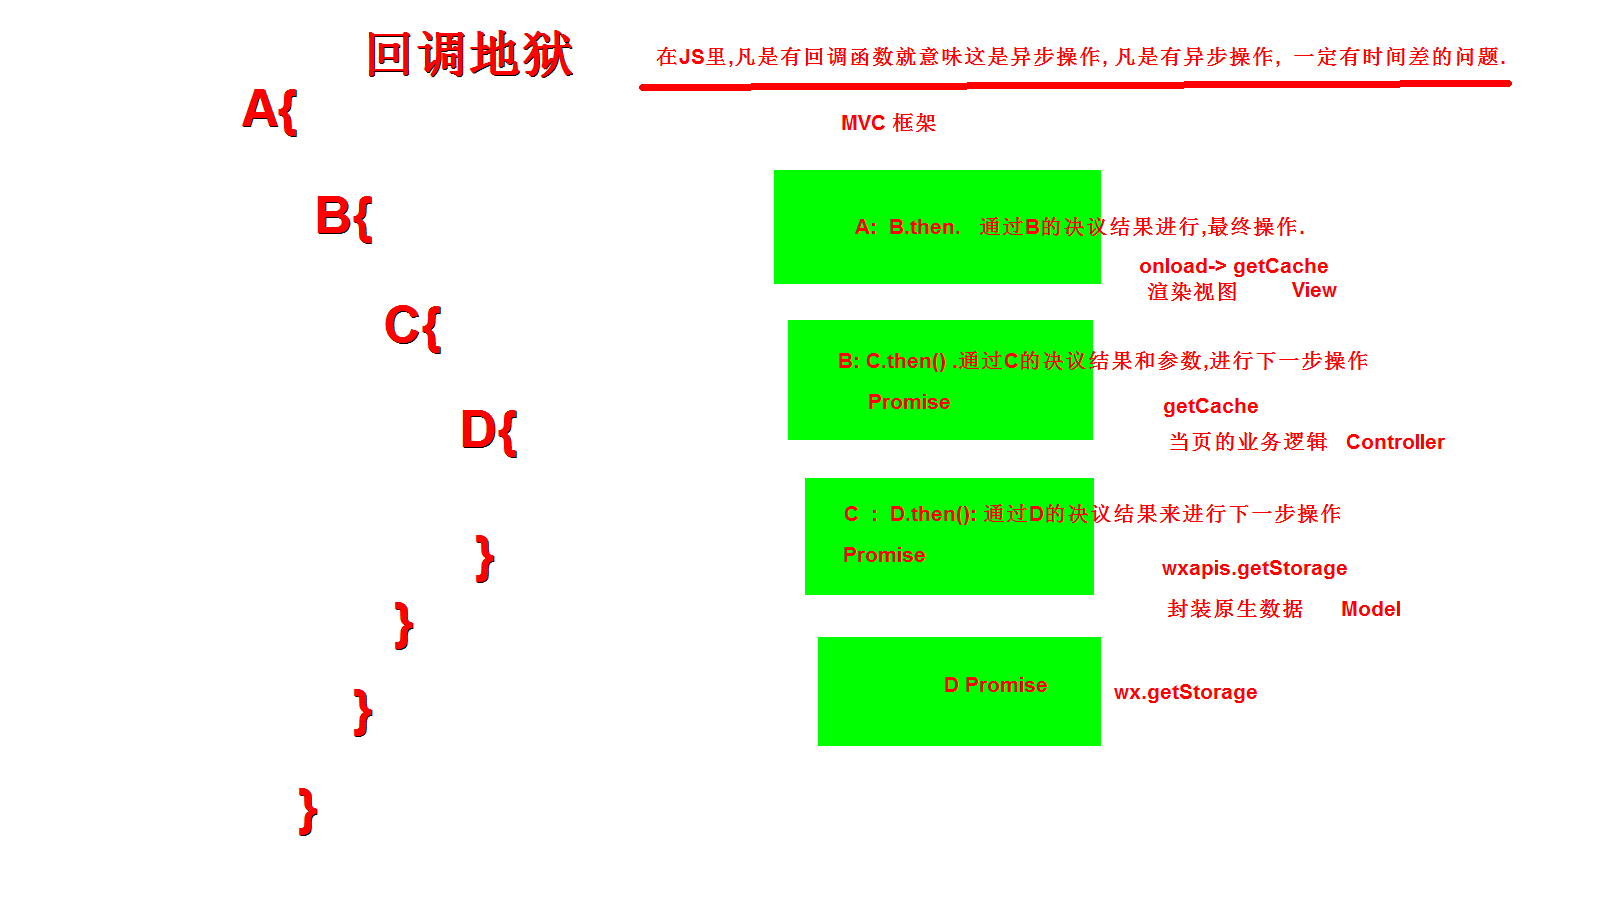 回调地狱
在JS里,凡是有回调函数就意味这是异步操作, 凡是有异步操作, 一定有时间差的问题.
A{
B{
C{
D{
}
}
}
}
MVC 框架
A: B.then. 通过B的决议结果进行,最终操作.
onload-> getCache
渲染视图 View
B: C.then() .通过C的决议结果和参数,进行下一步操作
Promise
getCache
当页的业务逻辑 Controller
C : D.then(): 通过D的决议结果来进行下一步操作
Promise
wxapis.getStorage
封装原生数据 Model
D Promise
wx.getStorage